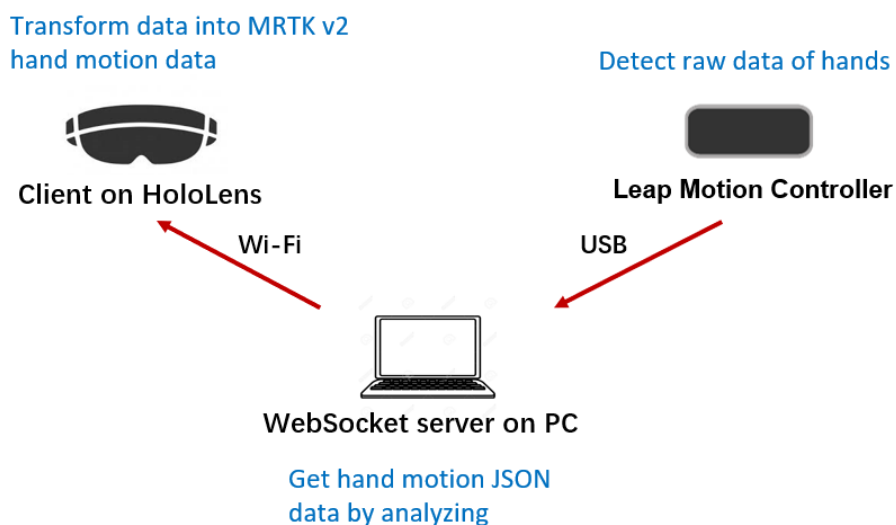 Transform data into MRTK v2
hand motion data
Detect raw data of hands
Client on HoloLens
Leap Motion Controller
Wi-Fi
USB
WebSocket server on PC
Get hand motion JSON
data by analyzing